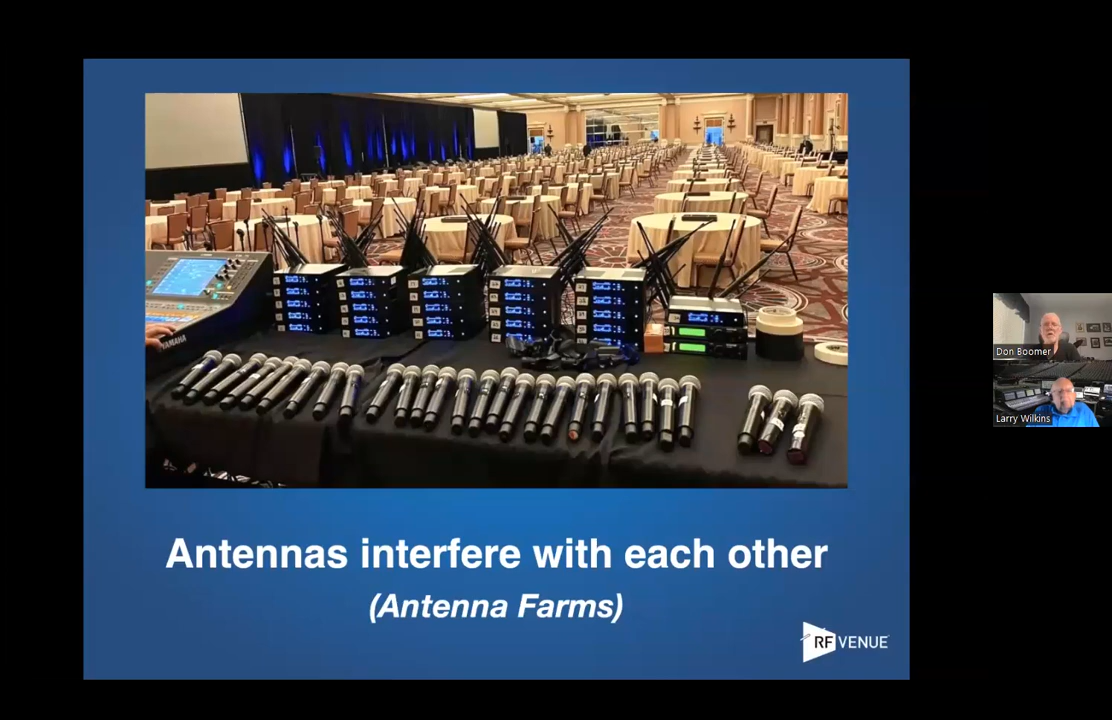 YAMAHA
Antennas interfere with each other
(Antenna Farms)
RF VENUE
Don Boomer
Larry Wilkins